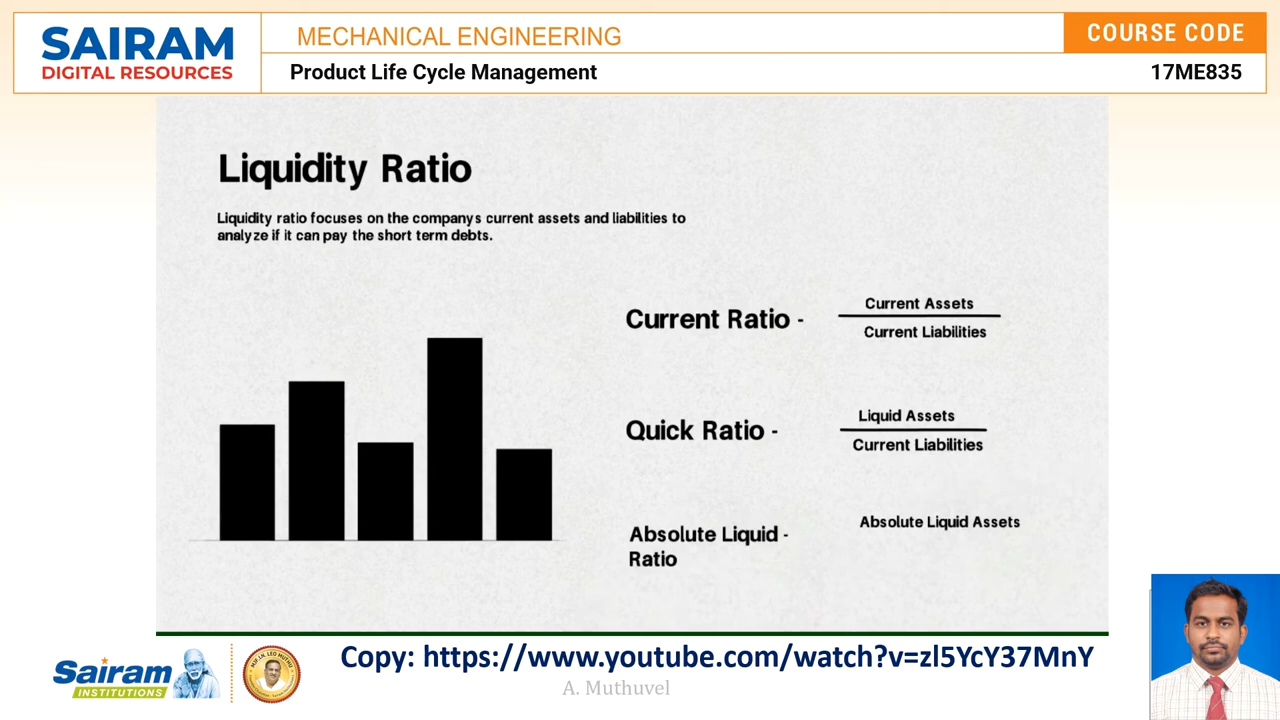 SAIRAM
DIGITAL RESOURCES
MECHANICAL ENGINEERING
COURSE CODE
Product Life Cycle Management
17ME835
Liquidity Ratio
Liquidity ratio focuses on the companys current assets and liabilities to
analyze if it can pay the short term debts.
Current Ratio -
Current Assets
Current Liabilities
Quick Ratio -
Liquid Assets
Current Liabilities
Absolute Liquid -
Ratio
Absolute Liquid Assets
Sairam
INSTITUTIONS
Copy: https://www.youtube.com/watch?v=zl5YcY37MnY
A. Muthuvel